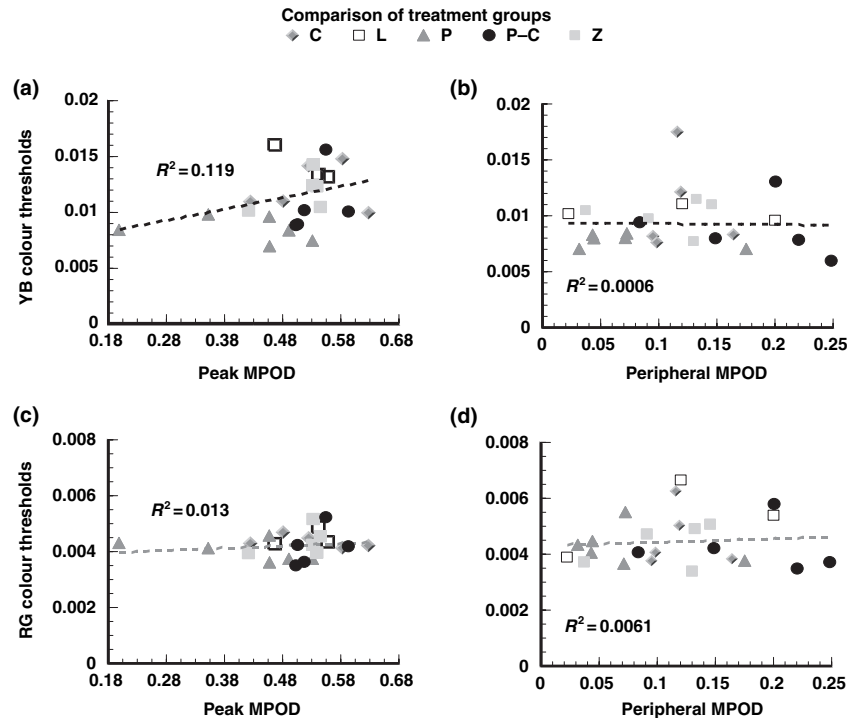 Comparison of treatment groups
C L P P–C Z
(a)
0.02
0.015
0.01
0.005
0
YB colour thresholds
R² = 0.119
0.18 0.28 0.38 0.48 0.58 0.68
Peak MPOD
(b)
0.02
0.015
0.01
0.005
0
R² = 0.0006
0 0.05 0.1 0.15 0.2 0.25
Peripheral MPOD
(c)
0.008
0.006
0.004
0.002
0
RG colour thresholds
R² = 0.013
0.18 0.28 0.38 0.48 0.58 0.68
Peak MPOD
(d)
0.008
0.006
0.004
0.002
0
R² = 0.0061
0 0.05 0.1 0.15 0.2 0.25
Peripheral MPOD